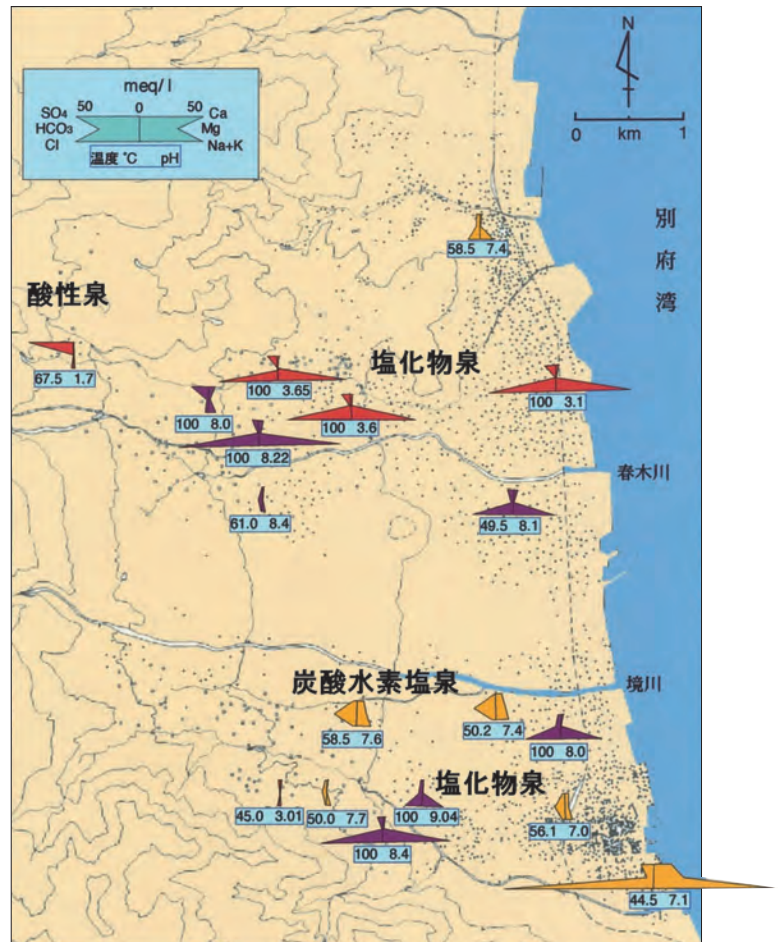 N
0 km 1
meq/l
50 0 50
SO4 Ca
HCO3 Mg
Cl Na+K
温度 ℃ pH
別府湾
58.5 7.4
酸性泉
67.5 1.7
塩化物泉
100 3.65
100 3.1
100 8.0
100 3.6
100 8.22
春木川
61.0 8.4
49.5 8.1
炭酸水素塩泉
境川
58.5 7.6
50.2 7.4
100 8.0
塩化物泉
45.0 3.01
50.0 7.7
100 9.04
56.1 7.0
100 8.4
44.5 7.1